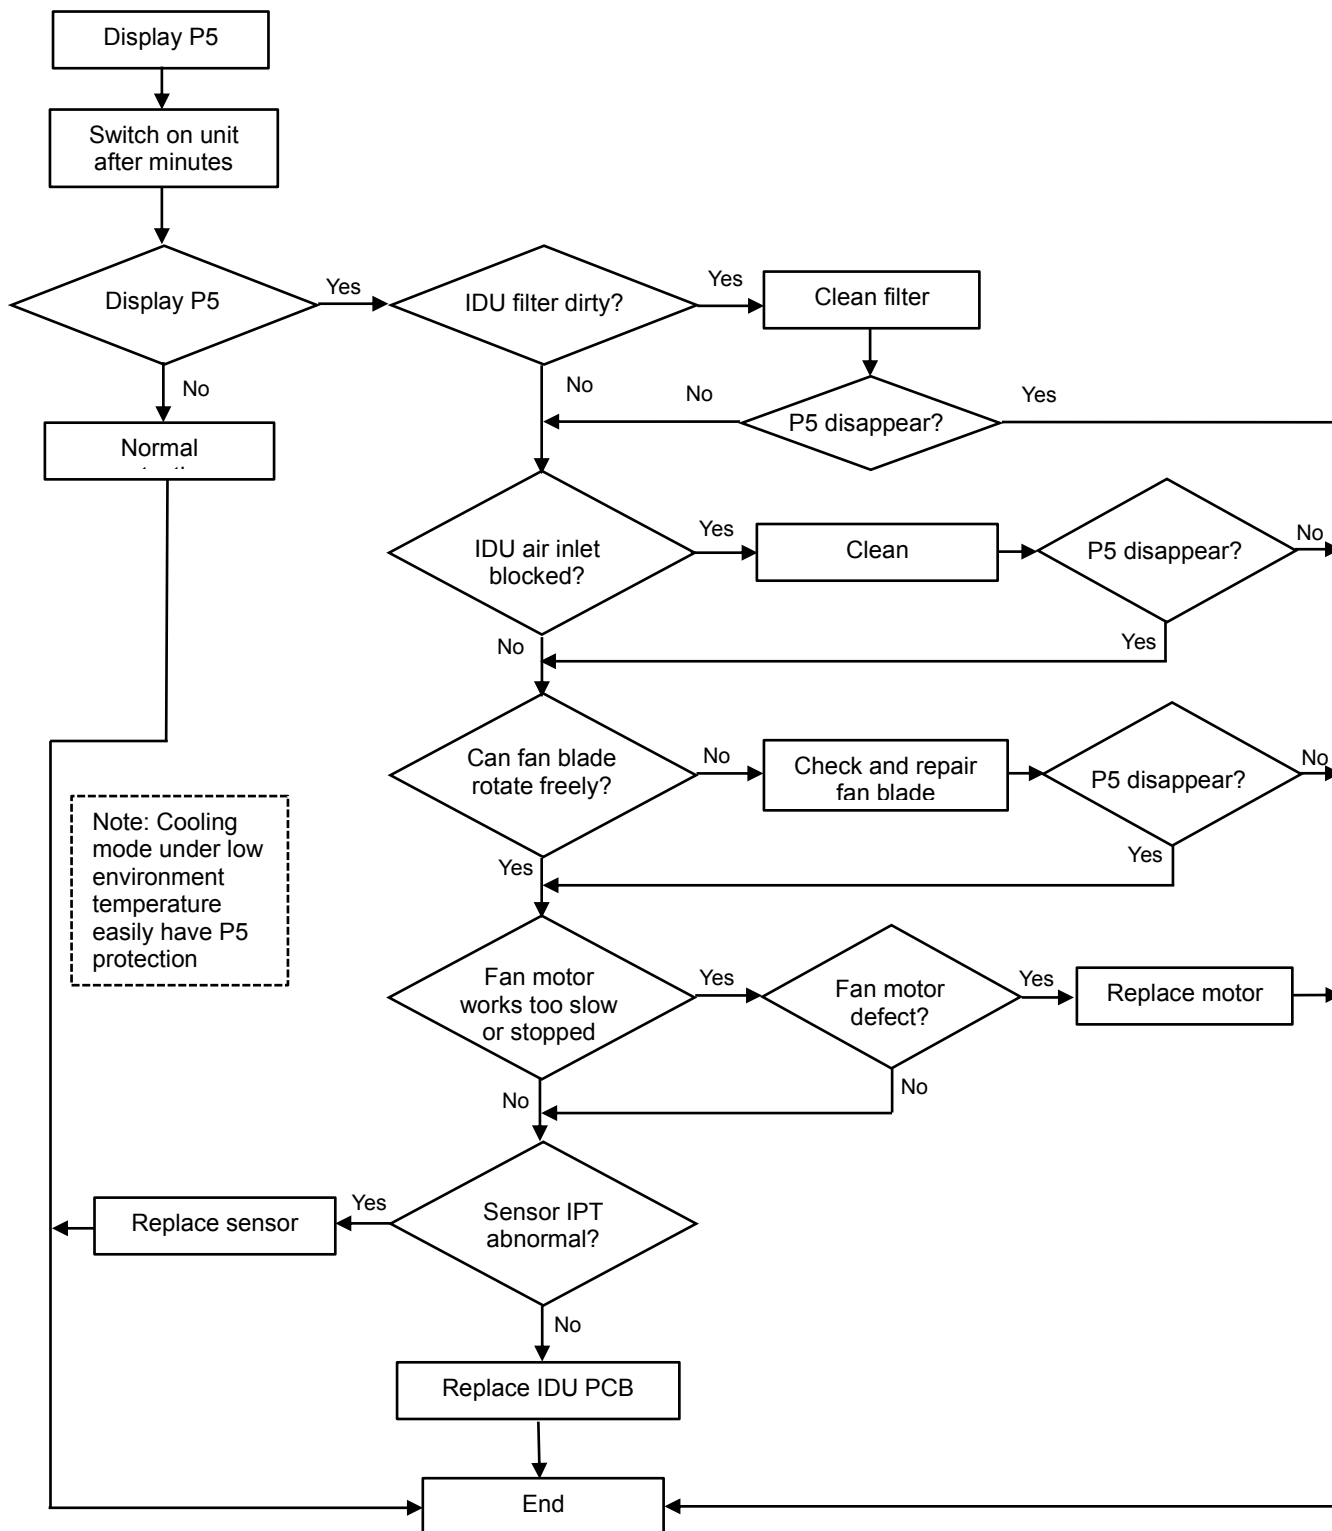 Display P5
Switch on unit
after minutes
Display P5
Yes
IDU filter dirty?
Yes
Clean filter
No
No
No
P5 disappear?
Yes
Normal
IDU air inlet
blocked?
Yes
Clean
P5 disappear?
No
No
Yes
Can fan blade
rotate freely?
No
Check and repair
fan blade
P5 disappear?
No
Yes
Yes
Note: Cooling
mode under low
environment
temperature
easily have P5
protection
Fan motor
works too slow
or stopped
Yes
Fan motor
defect?
Yes
Replace motor
No
No
Sensor IPT
abnormal?
Yes
Replace sensor
No
Replace IDU PCB
End